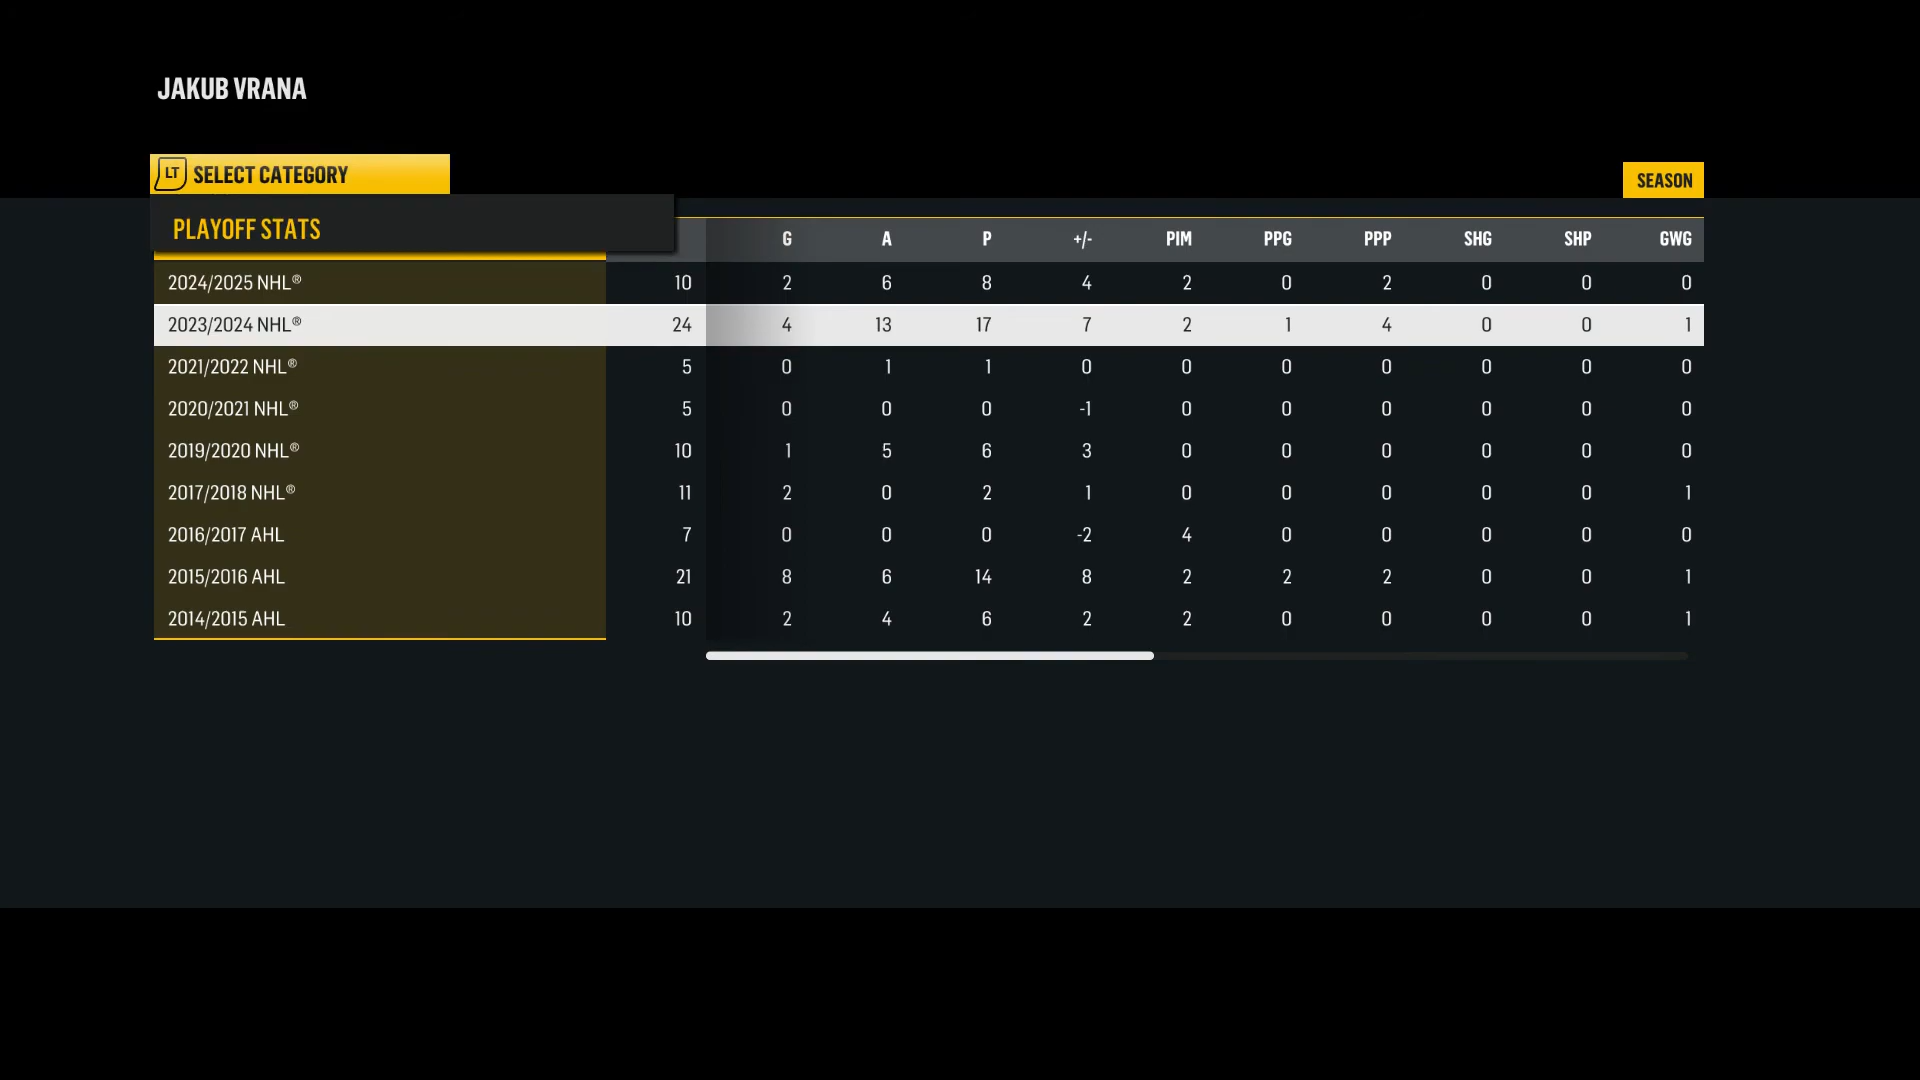 JAKUB VRANA
LT SELECT CATEGORY
SEASON
PLAYOFF STATS
G A P +/- PIM PPG PPP SHG SHP GWG
2024/2025 NHL® 10 2 6 8 4 2 0 2 0 0 0
2023/2024 NHL® 24 4 13 17 7 2 1 4 0 0 1
2021/2022 NHL® 5 0 1 1 0 0 0 0 0 0 0
2020/2021 NHL® 5 0 0 0 -1 0 0 0 0 0 0
2019/2020 NHL® 10 1 5 6 3 0 0 0 0 0 0
2017/2018 NHL® 11 2 0 2 1 0 0 0 0 0 1
2016/2017 AHL 7 0 0 0 -2 4 0 0 0 0 0
2015/2016 AHL 21 8 6 14 8 2 2 2 0 0 1
2014/2015 AHL 10 2 4 6 2 2 0 0 0 0 1